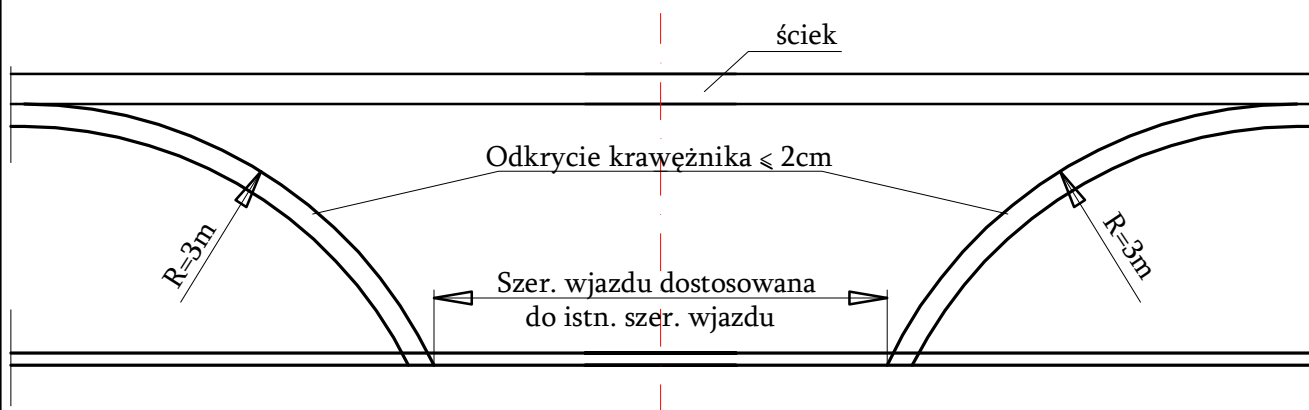 ściek
Odkrycie krawężnika ⩽ 2cm
R=3m
R=3m
Szer. wjazdu dostosowana
do istn. szer. wjazdu